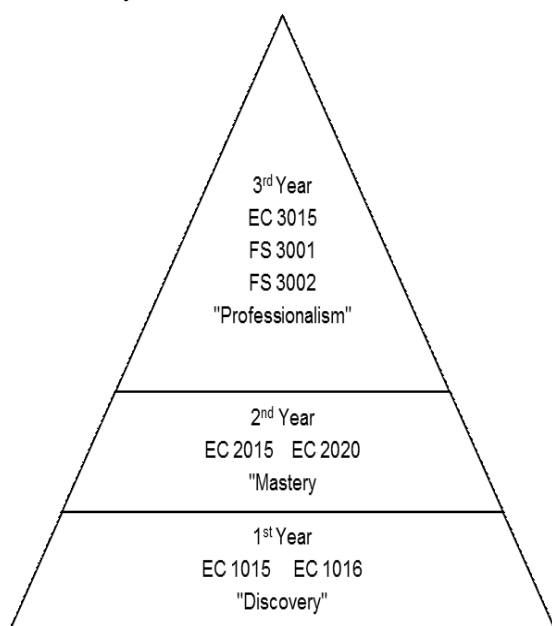 3rd Year
EC 3015
FS 3001
FS 3002
"Professionalism"
2nd Year
EC 2015 EC 2020
"Mastery
1st Year
EC 1015 EC 1016
"Discovery"